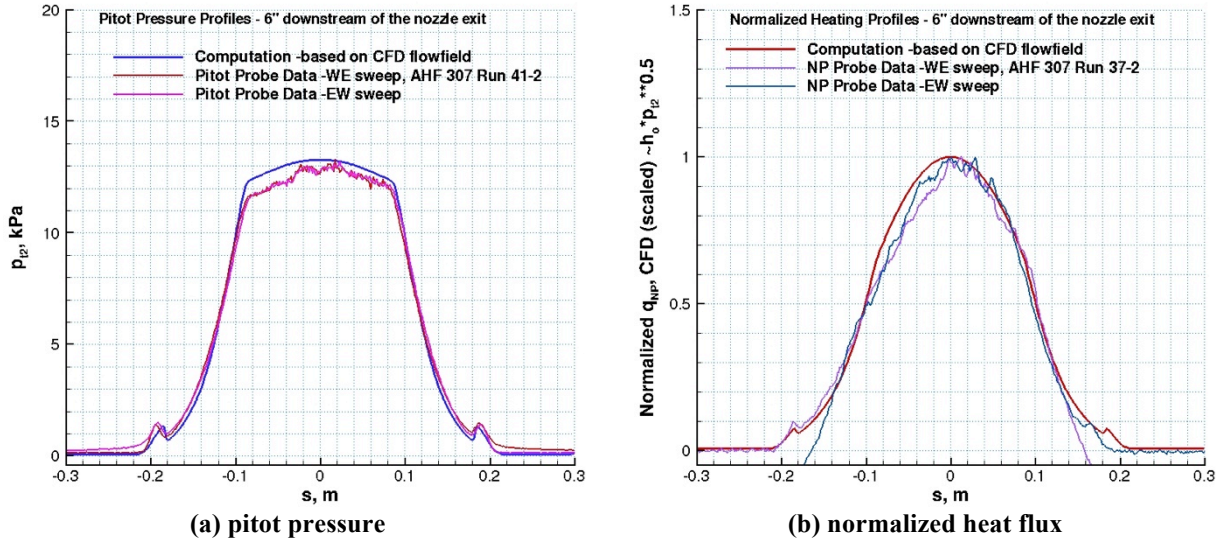 Pitot Pressure Profiles - 6" downstream of the nozzle exit
Computation -based on CFD flowfield
Pitot Probe Data -WE sweep, AHF 307 Run 41-2
Pitot Probe Data -EW sweep
20
15
10
5
0
p_t2, kPa
-0.3 -0.2 -0.1 0 0.1 0.2 0.3
s, m
(a) pitot pressure
Normalized Heating Profiles - 6" downstream of the nozzle exit
Computation -based on CFD flowfield
NP Probe Data -WE sweep, AHF 307 Run 37-2
NP Probe Data -EW sweep
1.5
1
0.5
0
Normalized q_NP, CFD (scaled) ~h_o*p_t2**0.5
-0.3 -0.2 -0.1 0 0.1 0.2 0.3
s, m
(b) normalized heat flux